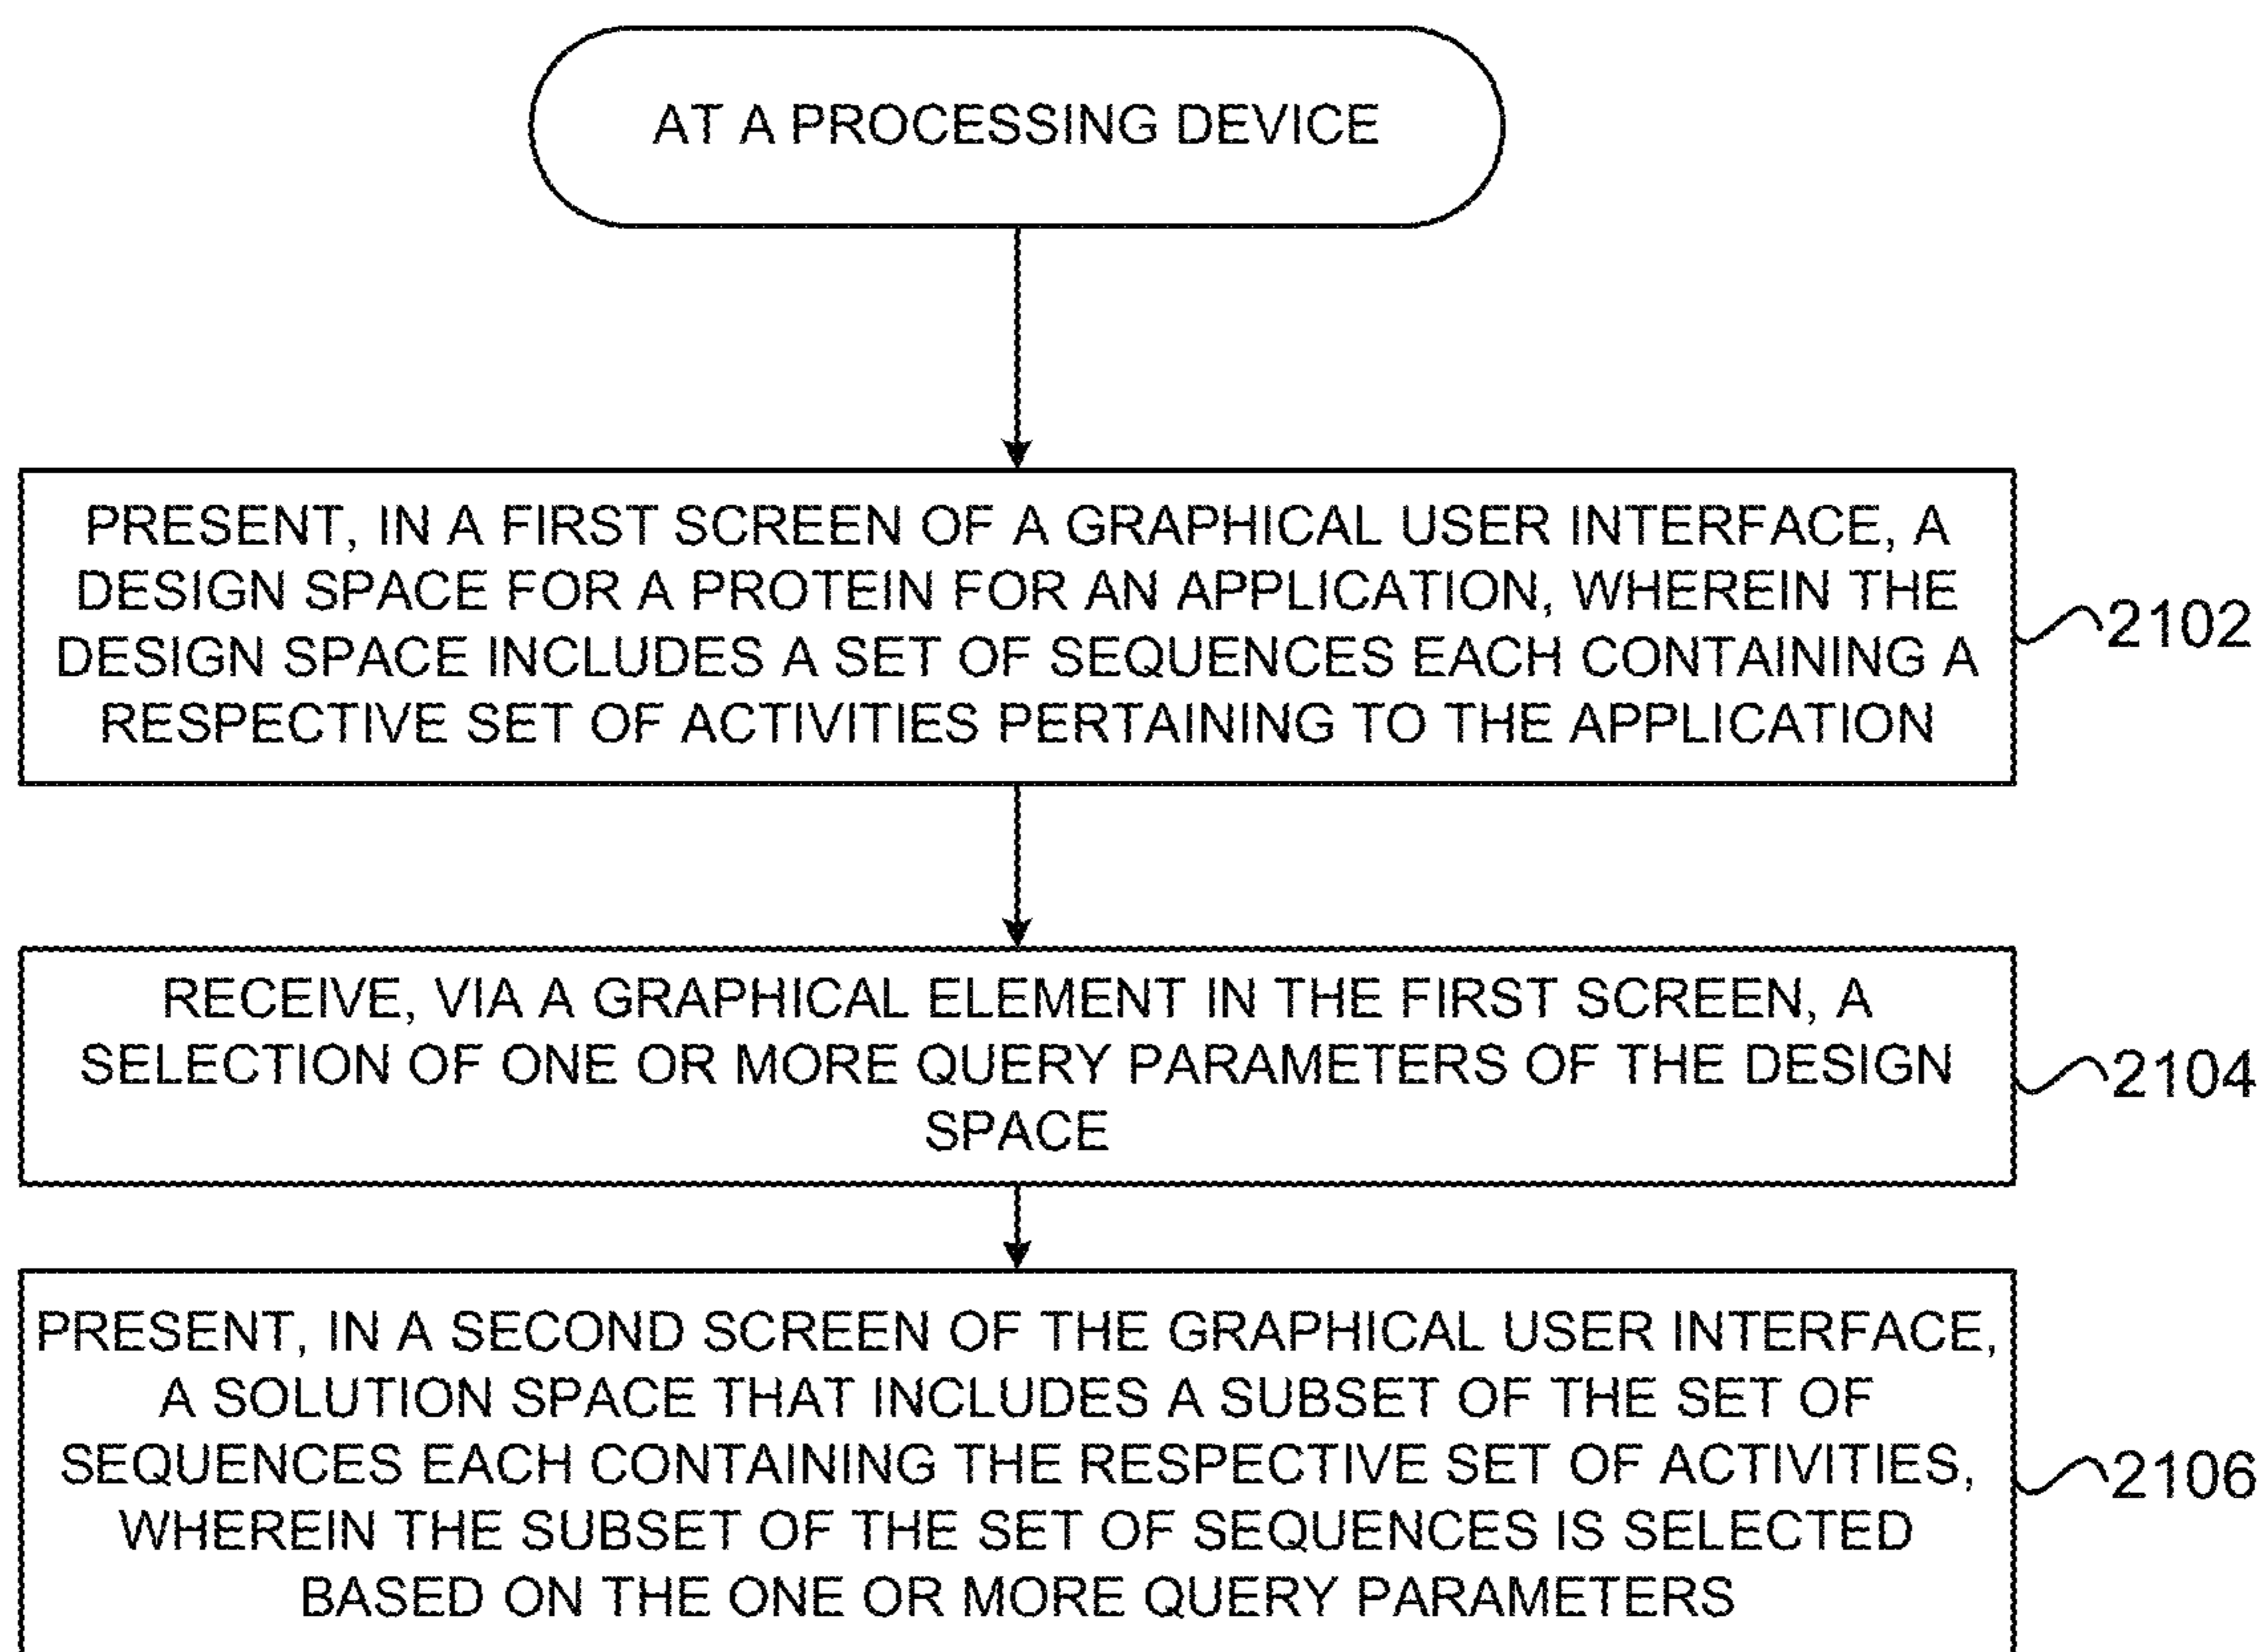 AT A PROCESSING DEVICE
PRESENT, IN A FIRST SCREEN OF A GRAPHICAL USER INTERFACE, A
DESIGN SPACE FOR A PROTEIN FOR AN APPLICATION, WHEREIN THE
DESIGN SPACE INCLUDES A SET OF SEQUENCES EACH CONTAINING A
RESPECTIVE SET OF ACTIVITIES PERTAINING TO THE APPLICATION
2102
RECEIVE, VIA A GRAPHICAL ELEMENT IN THE FIRST SCREEN, A
SELECTION OF ONE OR MORE QUERY PARAMETERS OF THE DESIGN
SPACE
2104
PRESENT, IN A SECOND SCREEN OF THE GRAPHICAL USER INTERFACE,
A SOLUTION SPACE THAT INCLUDES A SUBSET OF THE SET OF
SEQUENCES EACH CONTAINING THE RESPECTIVE SET OF ACTIVITIES,
WHEREIN THE SUBSET OF THE SET OF SEQUENCES IS SELECTED
BASED ON THE ONE OR MORE QUERY PARAMETERS
2106